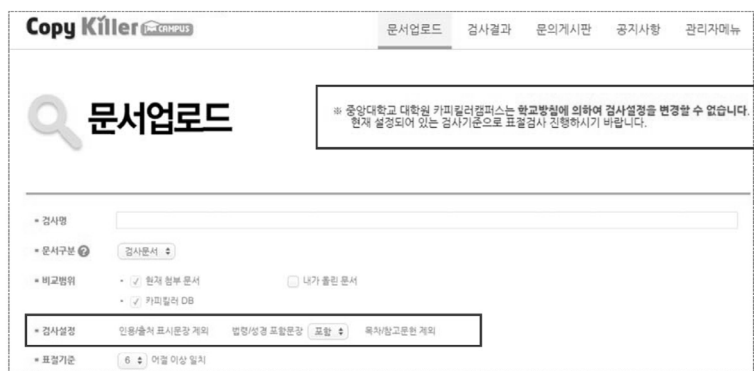 Copy Killer CAMPUS
문서업로드 검사결과 문의게시판 공지사항 관리자메뉴
문서업로드
※ 중앙대학교 대학원 카피킬러캠퍼스는 학교방침에 의하여 검사설정을 변경할 수 없습니다.
현재 설정되어 있는 검사기준으로 표절검사 진행하시기 바랍니다.
검사명
문서구분 ?
검사문서
비교범위
현재 첨부 문서 내가 올린 문서
카피킬러 DB
검사설정 인용/출처 표시문장 제외 법령/성경 포함문장 포함 목차/참고문헌 제외
표절기준 6 어절 이상 일치